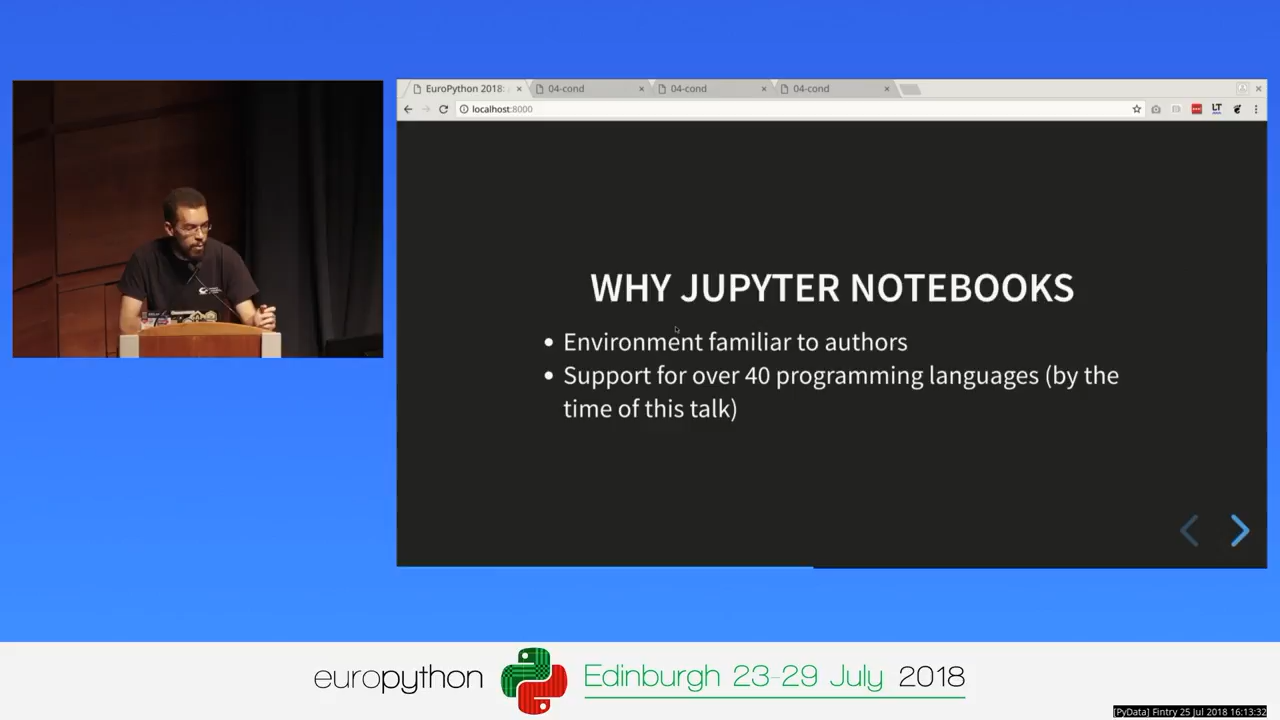 EuroPython 2018:
04-cond
04-cond
04-cond
localhost:8000
LT
WHY JUPYTER NOTEBOOKS
Environment familiar to authors
Support for over 40 programming languages (by the
time of this talk)
europython
Edinburgh 23-29 July 2018
[PyData] Fintry 25 Jul 2018 16:13:32